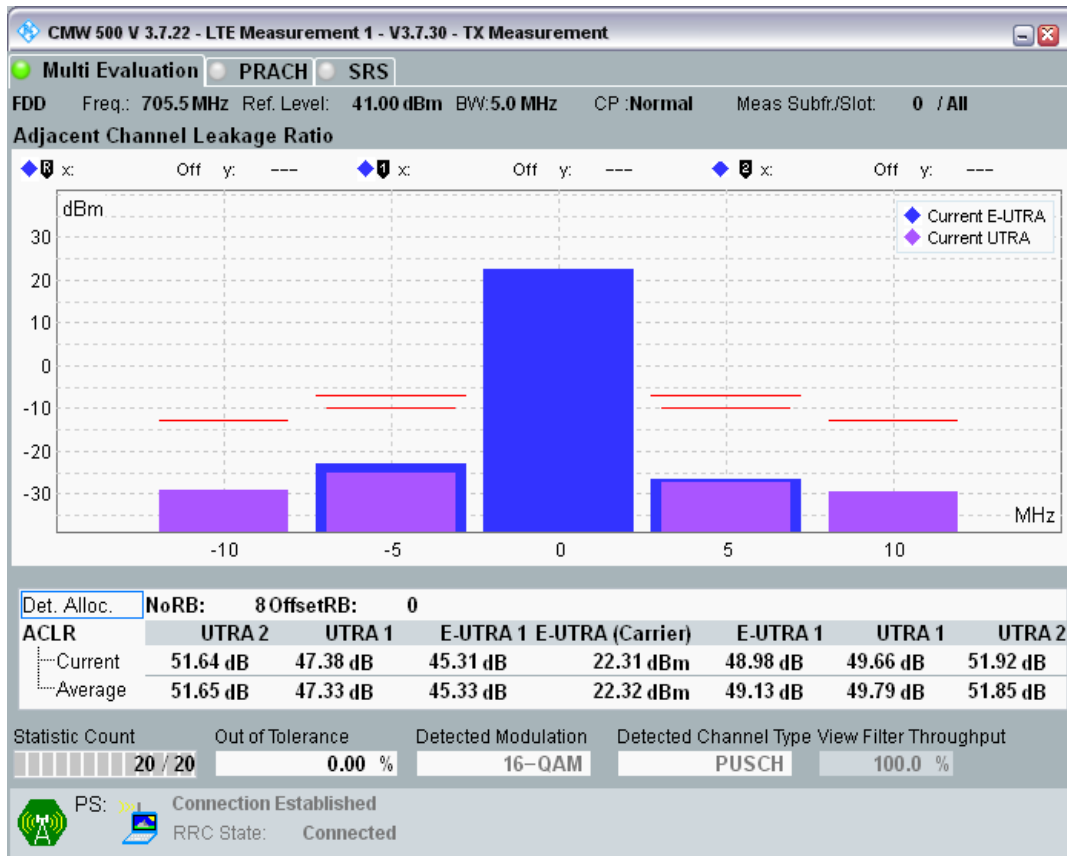 CMW 500 V 3.7.22 - LTE Measurement 1 - V3.7.30 - TX Measurement
Multi Evaluation PRACH SRS
FDD Freq.: 705.5 MHz Ref. Level: 41.00 dBm BW:5.0 MHz CP :Normal Meas Subfr./Slot: 0 / All
Adjacent Channel Leakage Ratio
R x: Off y: --- 1 x: Off y: --- 2 x: Off y: ---
dBm
Current E-UTRA
Current UTRA
30
20
10
0
-10
-20
-30
MHz
-10 -5 0 5 10
Det. Alloc. NoRB: 8 OffsetRB: 0
ACLR UTRA 2 UTRA 1 E-UTRA 1 E-UTRA (Carrier) E-UTRA 1 UTRA 1 UTRA 2
Current 51.64 dB 47.38 dB 45.31 dB 22.31 dBm 48.98 dB 49.66 dB 51.92 dB
Average 51.65 dB 47.33 dB 45.33 dB 22.32 dBm 49.13 dB 49.79 dB 51.85 dB
Statistic Count Out of Tolerance Detected Modulation Detected Channel Type View Filter Throughput
20 / 20 0.00 % 16-QAM PUSCH 100.0 %
PS: Connection Established
RRC State: Connected